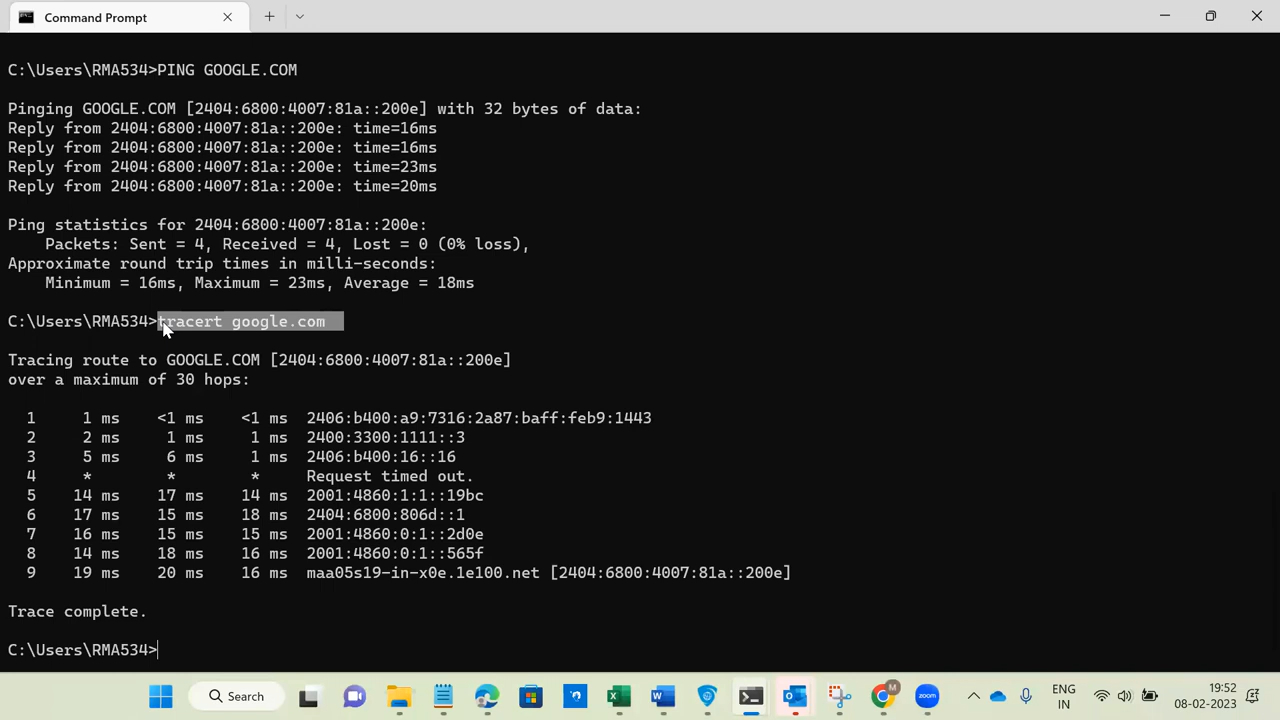 Command Prompt
C:\Users\RMA534>PING GOOGLE.COM
Pinging GOOGLE.COM [2404:6800:4007:81a::200e] with 32 bytes of data:
Reply from 2404:6800:4007:81a::200e: time=16ms
Reply from 2404:6800:4007:81a::200e: time=16ms
Reply from 2404:6800:4007:81a::200e: time=23ms
Reply from 2404:6800:4007:81a::200e: time=20ms
Ping statistics for 2404:6800:4007:81a::200e:
Packets: Sent = 4, Received = 4, Lost = 0 (0% loss),
Approximate round trip times in milli-seconds:
Minimum = 16ms, Maximum = 23ms, Average = 18ms
C:\Users\RMA534>tracert google.com
Tracing route to GOOGLE.COM [2404:6800:4007:81a::200e]
over a maximum of 30 hops:
1 1 ms <1 ms <1 ms 2406:b400:a9:7316:2a87:baff:feb9:1443
2 2 ms 1 ms 1 ms 2400:3300:1111::3
3 5 ms 6 ms 1 ms 2406:b400:16::16
4 * * * Request timed out.
5 14 ms 17 ms 14 ms 2001:4860:1:1::19bc
6 17 ms 15 ms 18 ms 2404:6800:806d::1
7 16 ms 15 ms 15 ms 2001:4860:0:1::2d0e
8 14 ms 18 ms 16 ms 2001:4860:0:1::565f
9 19 ms 20 ms 16 ms maa05s19-in-x0e.1e100.net [2404:6800:4007:81a::200e]
Trace complete.
C:\Users\RMA534>
Search
zoom
ENG
IN
19:52
08-02-2023